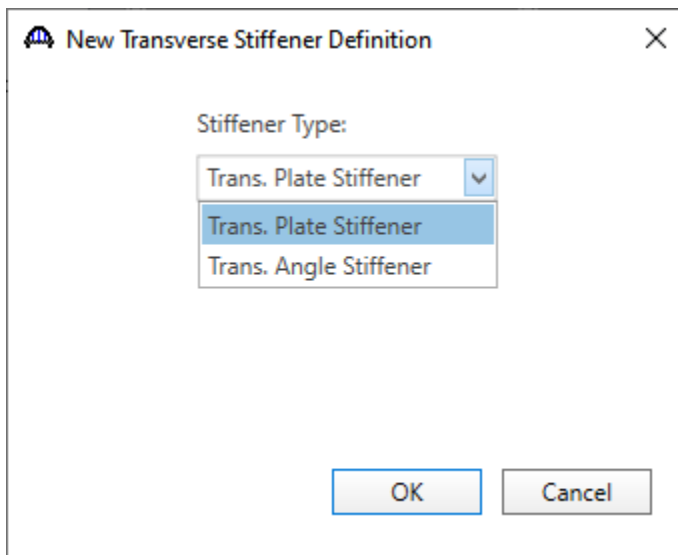 New Transverse Stiffener Definition
Stiffener Type:
Trans. Plate Stiffener
Trans. Plate Stiffener
Trans. Angle Stiffener
OK Cancel